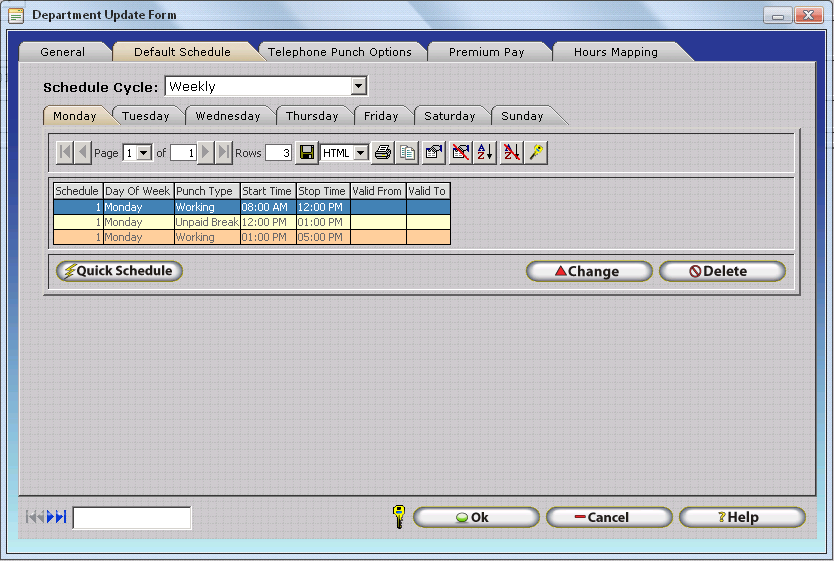 Department Update Form
General Default Schedule Telephone Punch Options Premium Pay Hours Mapping
Schedule Cycle: Weekly
Monday Tuesday Wednesday Thursday Friday Saturday Sunday
Page 1 of 1 Rows 3 HTML
Schedule Day Of Week Punch Type Start Time Stop Time Valid From Valid To
1 Monday Working 08:00 AM 12:00 PM
1 Monday Unpaid Break 12:00 PM 01:00 PM
1 Monday Working 01:00 PM 05:00 PM
Quick Schedule Change Delete
Ok Cancel ?Help